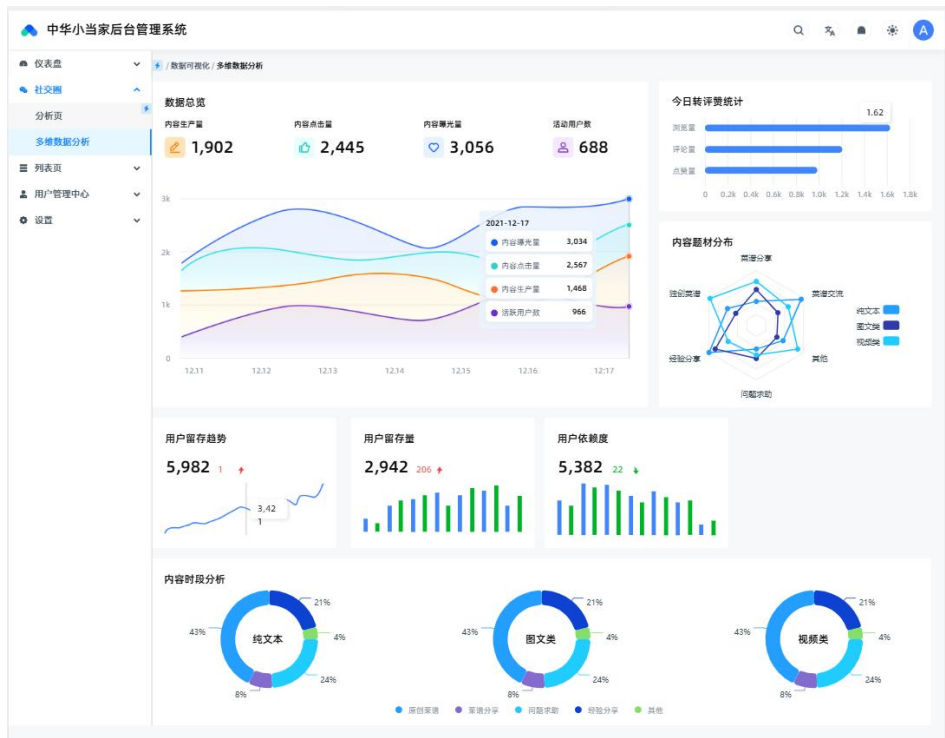 中华小当家后台管理系统
A
仪表盘
社交圈
分析页
多维数据分析
列表页
用户管理中心
设置
/ 数据可视化 / 多维数据分析
数据总览
内容生产量 内容点击量 内容曝光量 活动用户数
1,902 2,445 3,056 688
3k
2k
1k
0
12.11 12.12 12.13 12.14 12.15 12.16 12:17
2021-12-17
内容曝光量 3,034
内容点击量 2,567
内容生产量 1,468
活跃用户数 966
今日转评赞统计
1.62
浏览量
评论量
点赞量
0 0.2k 0.4k 0.6k 0.8k 1.0k 1.2k 1.4k 1.6k 1.8k
内容题材分布
菜谱分享
独创菜谱 菜谱交流
经验分享 其他
问题求助
纯文本
图文类
视频类
用户留存趋势
5,982 1
3,42
1
用户留存量
2,942 206
用户依赖度
5,382 22
内容时段分析
纯文本
21%
43% 4%
24%
8%
图文类
21%
43% 4%
24%
8%
视频类
21%
43% 4%
24%
8%
原创菜谱 菜谱分享 问题求助 经验分享 其他